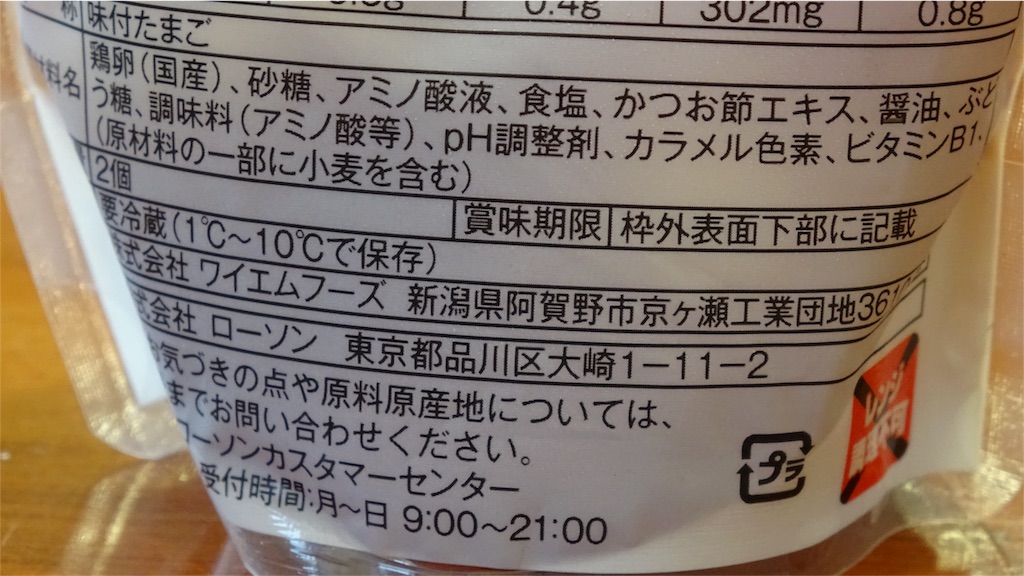 0.4g 302mg 0.8g
称 味付たまご
材料名 鶏卵(国産)、砂糖、アミノ酸液、食塩、かつお節エキス、醤油、ぶど
う糖、調味料(アミノ酸等)、pH調整剤、カラメル色素、ビタミンB1、
(原材料の一部に小麦を含む)
2個
要冷蔵(1℃〜10℃で保存) 賞味期限 枠外表面下部に記載
株式会社 ワイエムフーズ 新潟県阿賀野市京ヶ瀬工業団地361
式会社 ローソン 東京都品川区大崎1−11−2
お気づきの点や原料原産地については、
までお問い合わせください。
ローソンカスタマーセンター
受付時間:月〜日 9:00〜21:00
プラ
レンジ